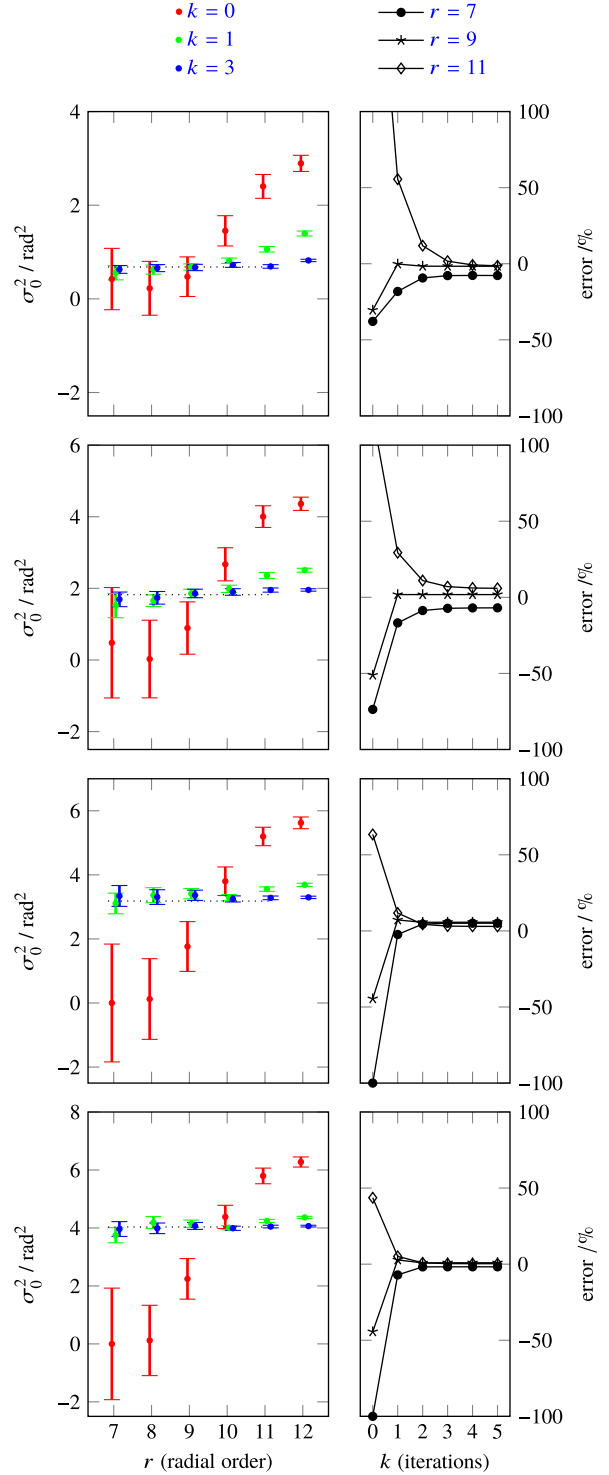 k = 0 r = 7
k = 1 r = 9
k = 3 r = 11
4
2
0
−2
σ₀² / rad²
100
50
0
−50
−100
error /%
6
4
2
0
−2
σ₀² / rad²
100
50
0
−50
−100
error /%
6
4
2
0
−2
σ₀² / rad²
100
50
0
−50
−100
error / %
8
6
4
2
0
−2
σ₀² / rad²
100
50
0
−50
−100
error /%
7 8 9 10 11 12
r (radial order)
0 1 2 3 4 5
k (iterations)